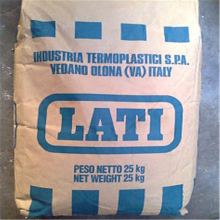 INDUSTRIA TERMOPLASTICI S.P.A.
VEDANO OLONA (VA) ITALY
LATI
PESO NETTO 25 kg
NET WEIGHT 25 kg